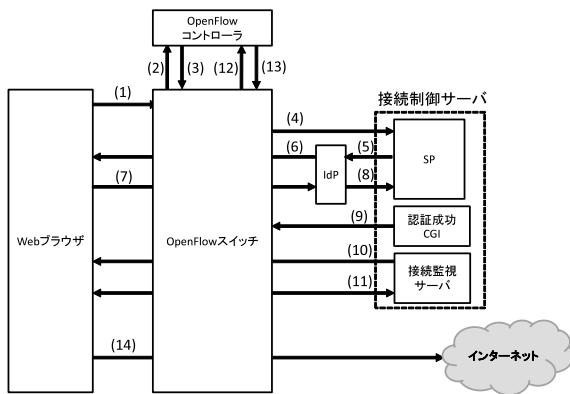 OpenFlow
コントローラ
(2)
(3)
(12)
(13)
(1)
接続制御サーバ
(4)
(6)
(5)
SP
(7)
IdP
(8)
(9)
認証成功
CGI
Webブラウザ
OpenFlowスイッチ
(10)
接続監視
サーバ
(11)
(14)
インターネット